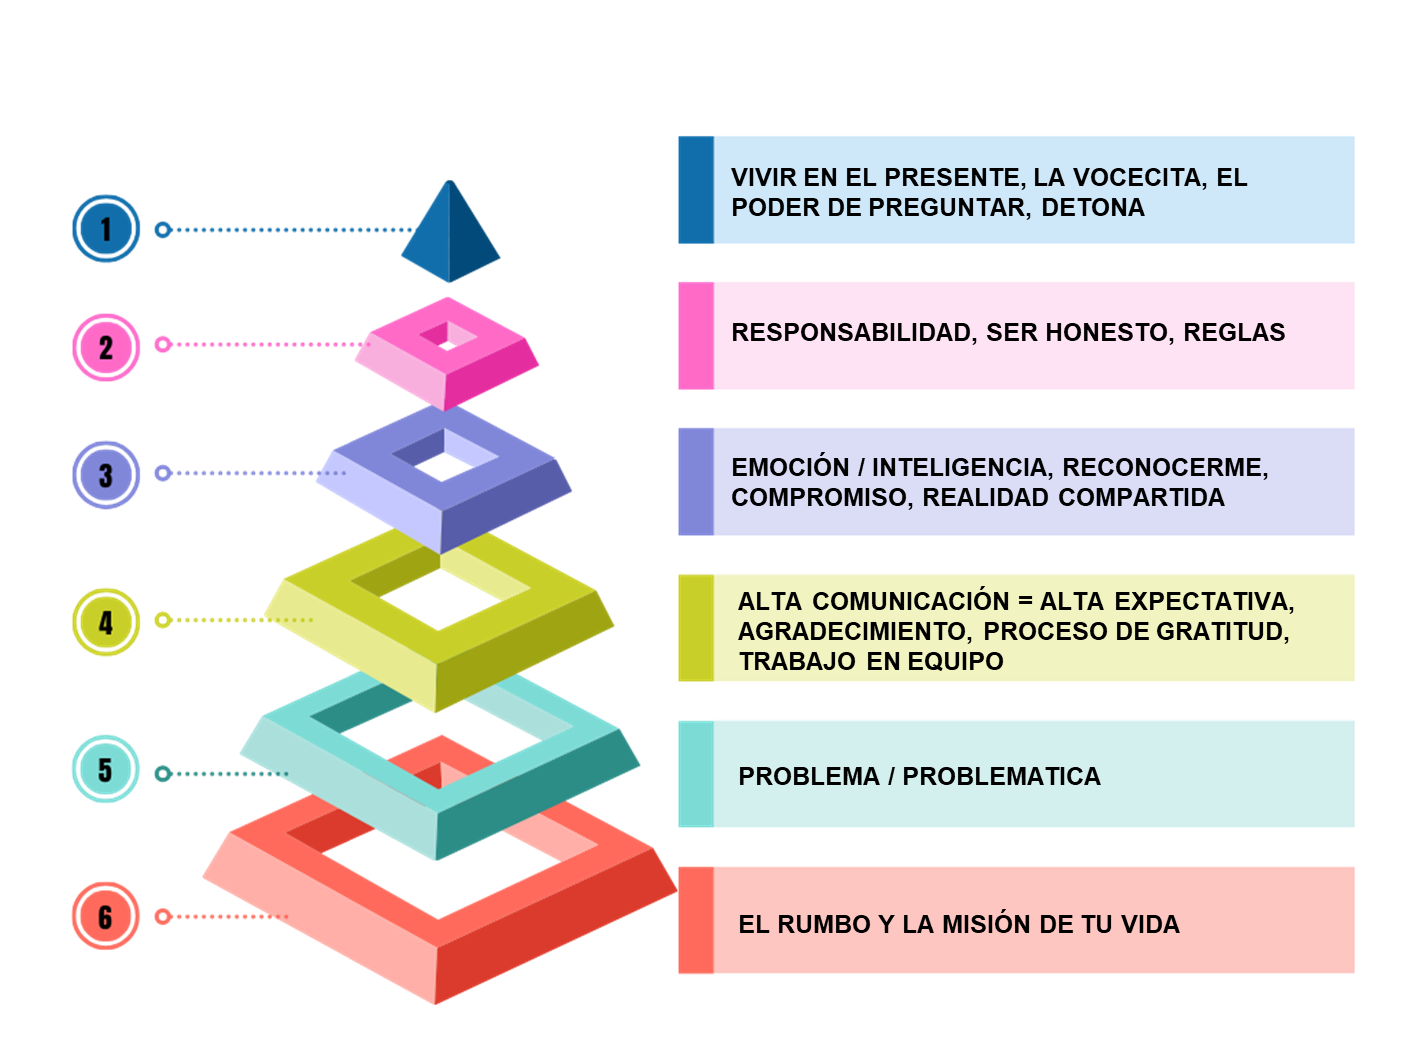 1
VIVIR EN EL PRESENTE, LA VOCECITA, EL
PODER DE PREGUNTAR, DETONA
2
RESPONSABILIDAD, SER HONESTO, REGLAS
3
EMOCIÓN / INTELIGENCIA, RECONOCERME,
COMPROMISO, REALIDAD COMPARTIDA
4
ALTA COMUNICACIÓN = ALTA EXPECTATIVA,
AGRADECIMIENTO, PROCESO DE GRATITUD,
TRABAJO EN EQUIPO
5
PROBLEMA / PROBLEMATICA
6
EL RUMBO Y LA MISIÓN DE TU VIDA